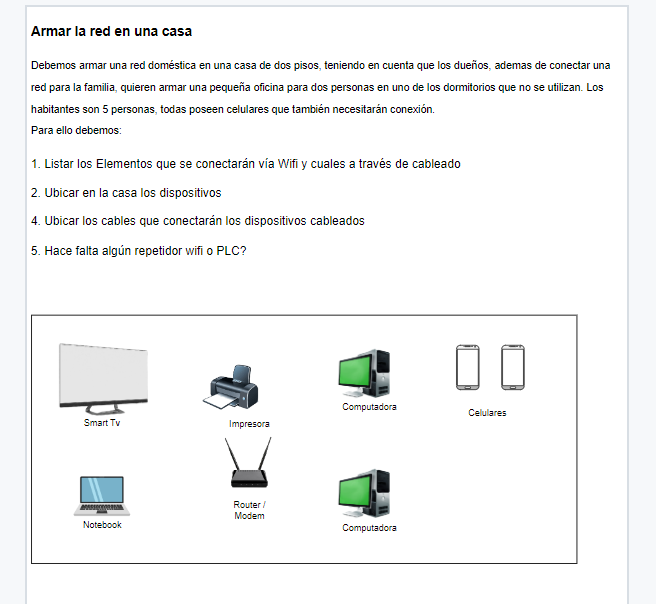 Armar la red en una casa
Debemos armar una red doméstica en una casa de dos pisos, teniendo en cuenta que los dueños, ademas de conectar una
red para la familia, quieren armar una pequeña oficina para dos personas en uno de los dormitorios que no se utilizan. Los
habitantes son 5 personas, todas poseen celulares que también necesitarán conexión.
Para ello debemos:
1. Listar los Elementos que se conectarán vía Wifi y cuales a través de cableado
2. Ubicar en la casa los dispositivos
4. Ubicar los cables que conectarán los dispositivos cableados
5. Hace falta algún repetidor wifi o PLC?
Smart Tv
Impresora
Computadora
Celulares
Notebook
Router /
Modem
Computadora